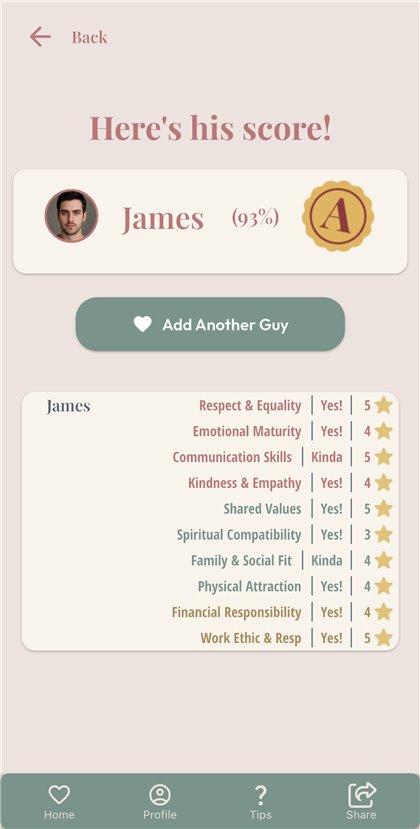 Back
Here's his score!
James (93%) A
Add Another Guy
James Respect & Equality | Yes! | 5
Emotional Maturity | Yes! | 4
Communication Skills | Kinda | 5
Kindness & Empathy | Yes! | 4
Shared Values | Yes! | 5
Spiritual Compatibility | Yes! | 3
Family & Social Fit | Kinda | 4
Physical Attraction | Yes! | 4
Financial Responsibility | Yes! | 4
Work Ethic & Resp | Yes! | 5
Home Profile Tips Share